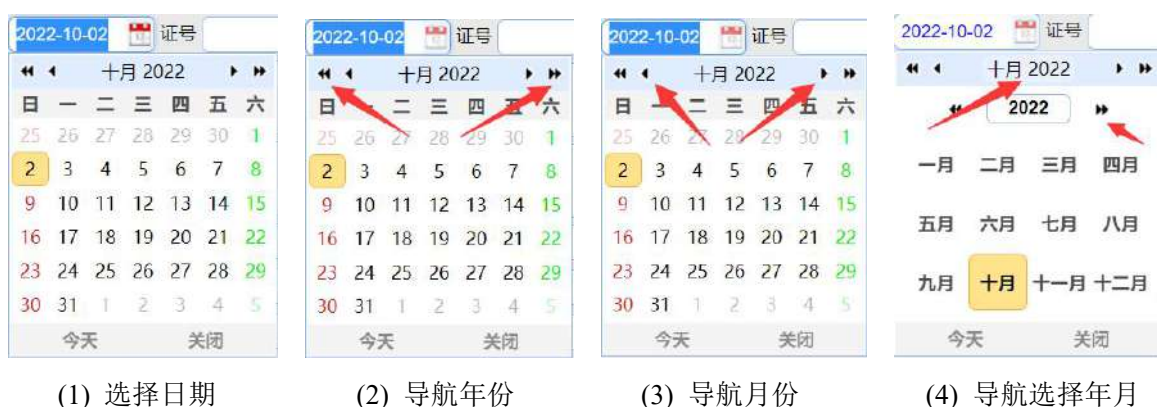 2022-10-02 证号
十月 2022
日 一 二 三 四 五 六
25 26 27 28 29 30 1
2 3 4 5 6 7 8
9 10 11 12 13 14 15
16 17 18 19 20 21 22
23 24 25 26 27 28 29
30 31 1 2 3 4 5
今天 关闭
(1) 选择日期
2022-10-02 证号
十月 2022
日 一 二 三 四 五 六
25 26 27 28 29 30 1
2 3 4 5 6 7 8
9 10 11 12 13 14 15
16 17 18 19 20 21 22
23 24 25 26 27 28 29
30 31 1 2 3 4 5
今天 关闭
(2) 导航年份
2022-10-02 证号
十月 2022
日 一 二 三 四 五 六
25 26 27 28 29 30 1
2 3 4 5 6 7 8
9 10 11 12 13 14 15
16 17 18 19 20 21 22
23 24 25 26 27 28 29
30 31 1 2 3 4 5
今天 关闭
(3) 导航月份
2022-10-02 证号
十月 2022
2022
一月 二月 三月 四月
五月 六月 七月 八月
九月 十月 十一月 十二月
今天 关闭
(4) 导航选择年月